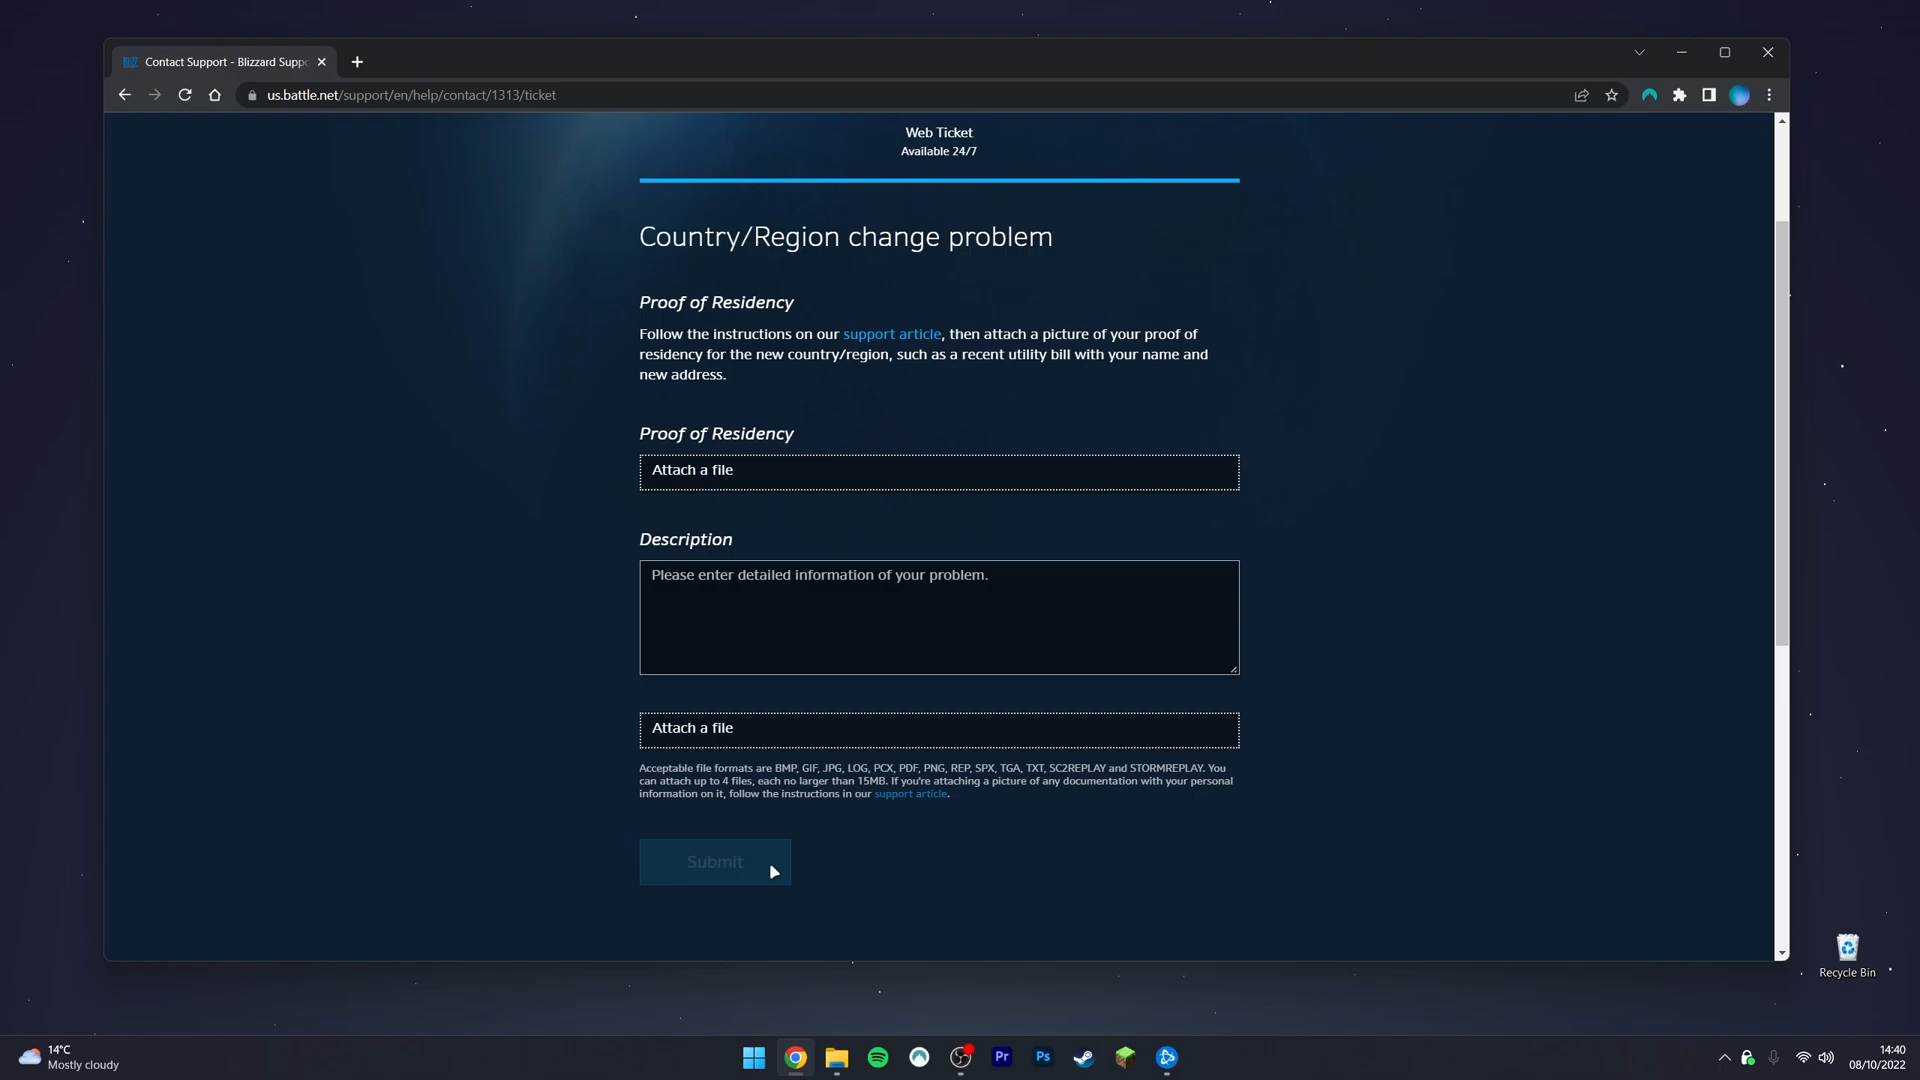 Contact Support - Blizzard Suppo
us.battle.net/support/en/help/contact/1313/ticket
Web Ticket
Available 24/7
Country/Region change problem
Proof of Residency
Follow the instructions on our support article, then attach a picture of your proof of
residency for the new country/region, such as a recent utility bill with your name and
new address.
Proof of Residency
Attach a file
Description
Please enter detailed information of your problem.
Attach a file
Acceptable file formats are BMP, GIF, JPG, LOG, PCX, PDF, PNG, REP, SPX, TGA, TXT, SC2REPLAY and STORMREPLAY. You
can attach up to 4 files, each no larger than 15MB. If you're attaching a picture of any documentation with your personal
information on it, follow the instructions in our support article.
Submit
Recycle Bin
14°C
Mostly cloudy
Pr
Ps
14:40
08/10/2022